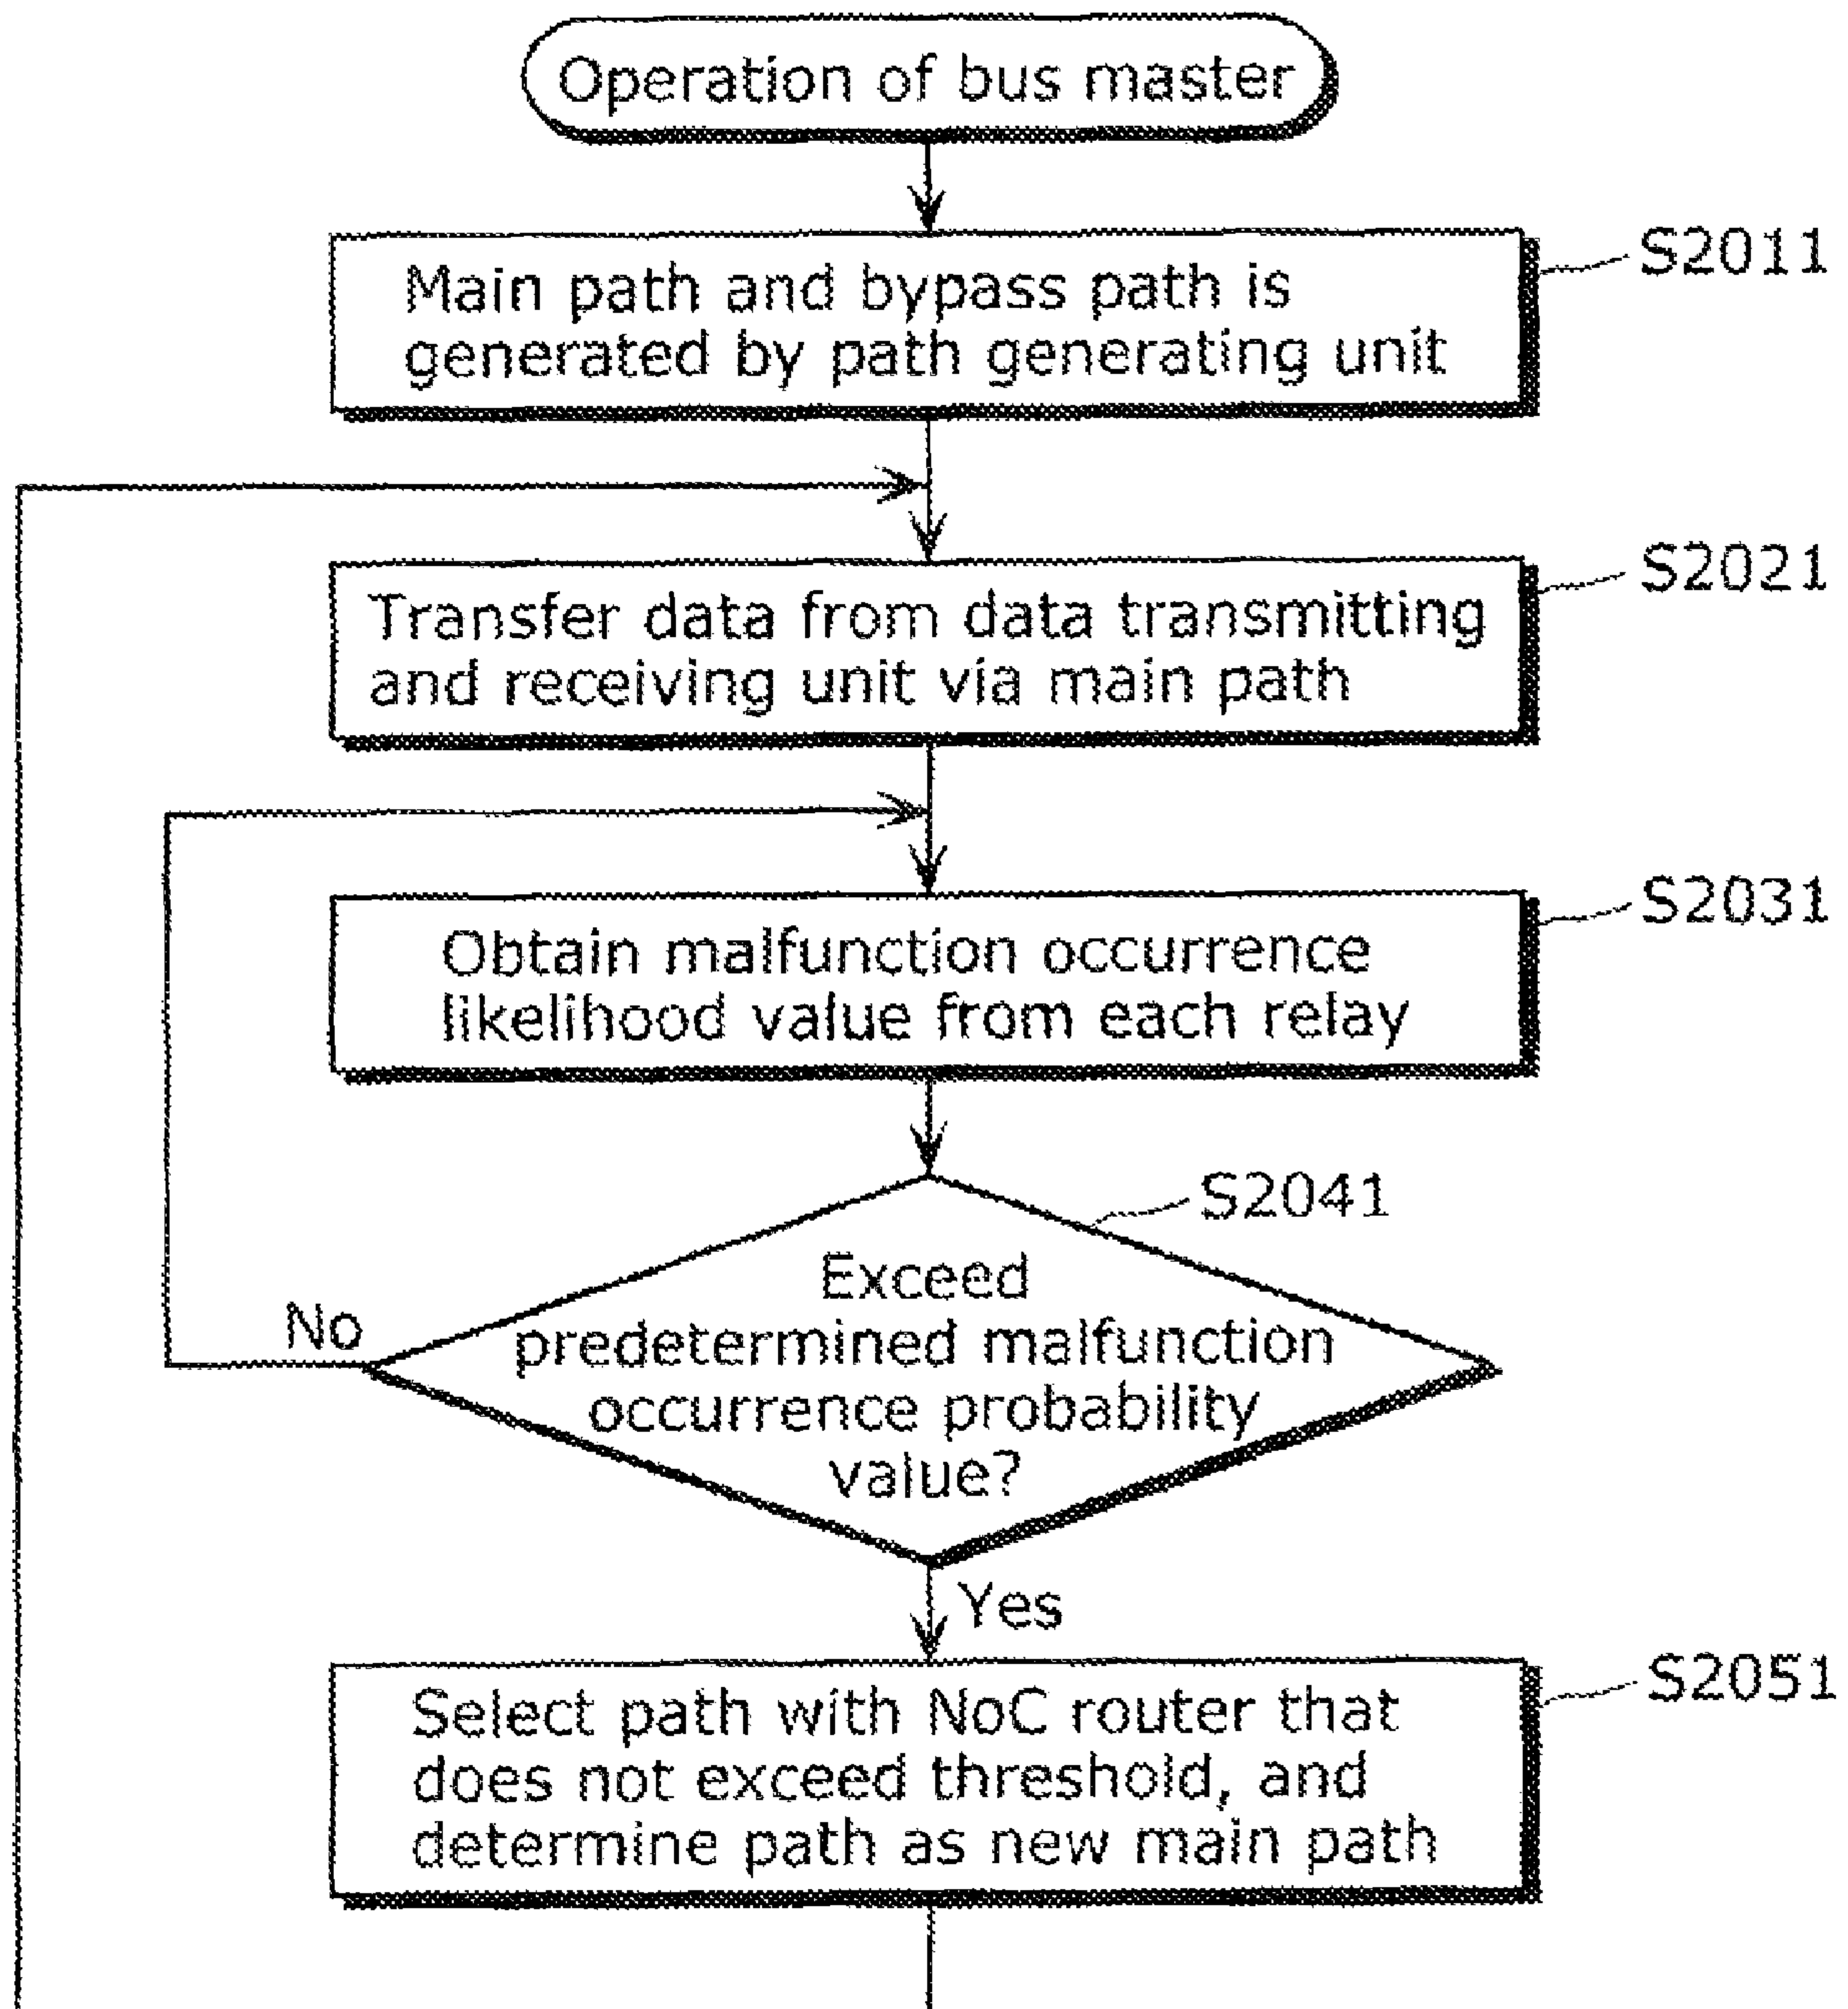 Operation of bus master
S2011
Main path and bypass path is
generated by path generating unit
S2021
Transfer data from data transmitting
and receiving unit via main path
S2031
Obtain malfunction occurrence
likelihood value from each relay
S2041
Exceed
predetermined malfunction
occurrence probability
value?
No
Yes
S2051
Select path with NoC router that
does not exceed threshold, and
determine path as new main path